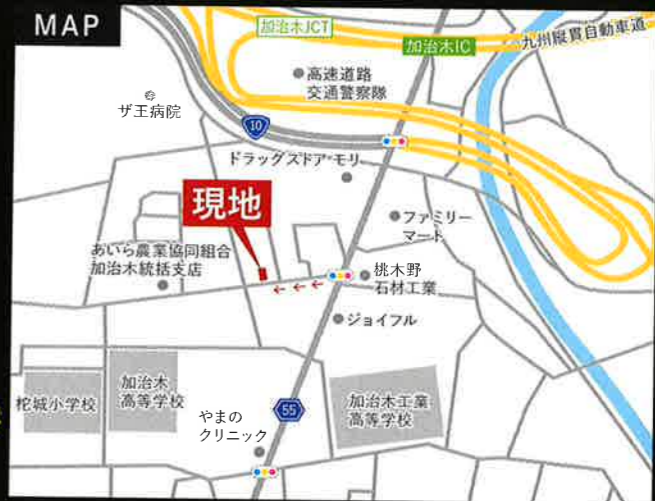 MAP
加治木JCT
加治木IC
九州縦貫自動車道
高速道路
交通警察隊
ザ王病院
10
ドラッグストア モリ
現地
ファミリー
マート
あいら農業協同組合
加治木統括支店
桃木野
石材工業
ジョイフル
柁城小学校
加治木
高等学校
やまの
クリニック
55
加治木工業
高等学校